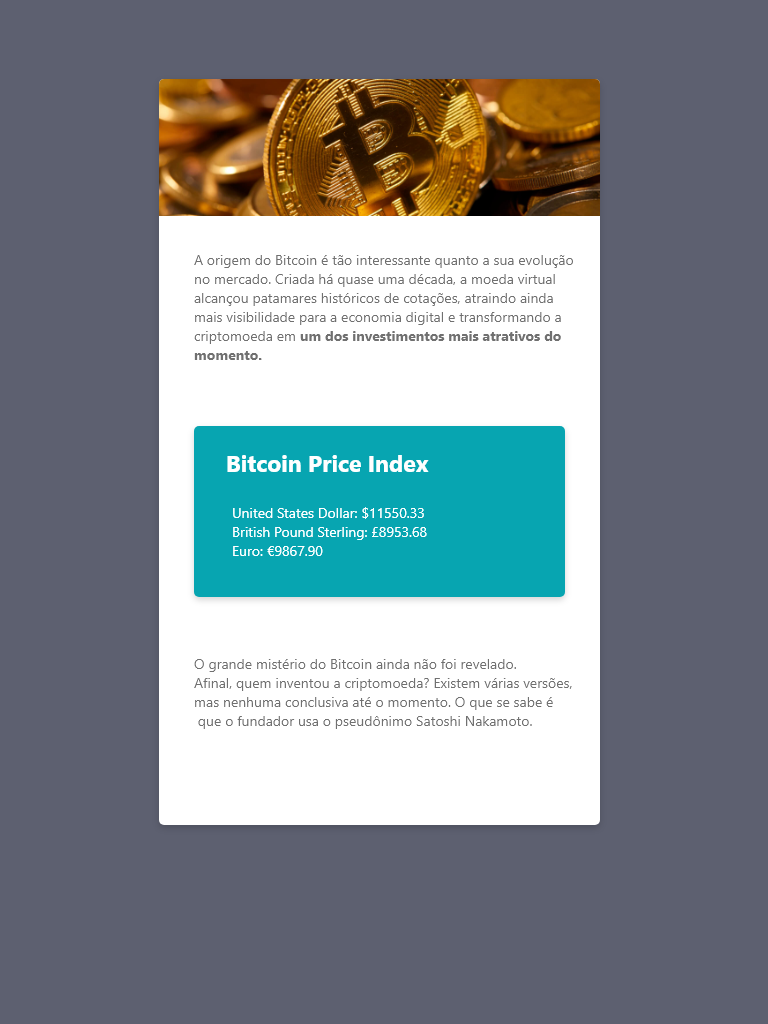 A origem do Bitcoin é tão interessante quanto a sua evolução
no mercado. Criada há quase uma década, a moeda virtual
alcançou patamares históricos de cotações, atraindo ainda
mais visibilidade para a economia digital e transformando a
criptomoeda em um dos investimentos mais atrativos do
momento.
Bitcoin Price Index
United States Dollar: $11550.33
British Pound Sterling: £8953.68
Euro: €9867.90
O grande mistério do Bitcoin ainda não foi revelado.
Afinal, quem inventou a criptomoeda? Existem várias versões,
mas nenhuma conclusiva até o momento. O que se sabe é
que o fundador usa o pseudônimo Satoshi Nakamoto.